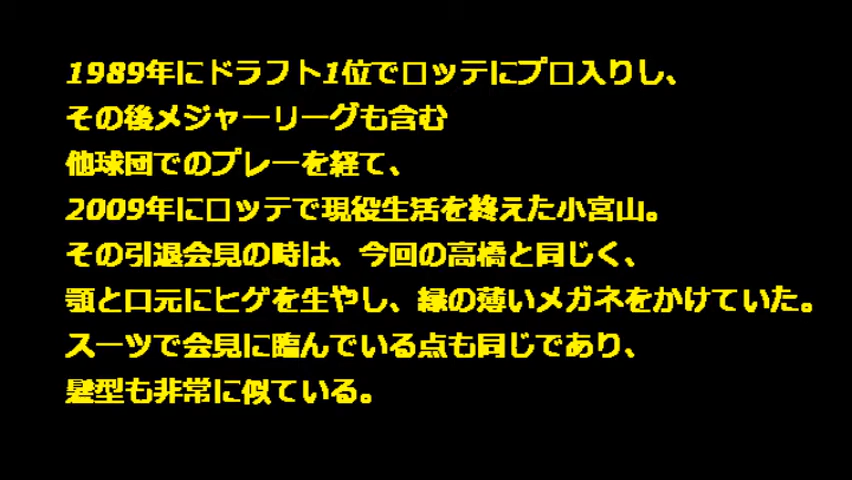 1989年にドラフト1位でロッテにプロ入りし、
その後メジャーリーグも含む
他球団でのプレーを経て、
2009年にロッテで現役生活を終えた小宮山。
その引退会見の時は、今回の高橋と同じく、
顎と口元にヒゲを生やし、縁の薄いメガネをかけていた。
スーツで会見に臨んでいる点も同じであり、
髪型も非常に似ている。